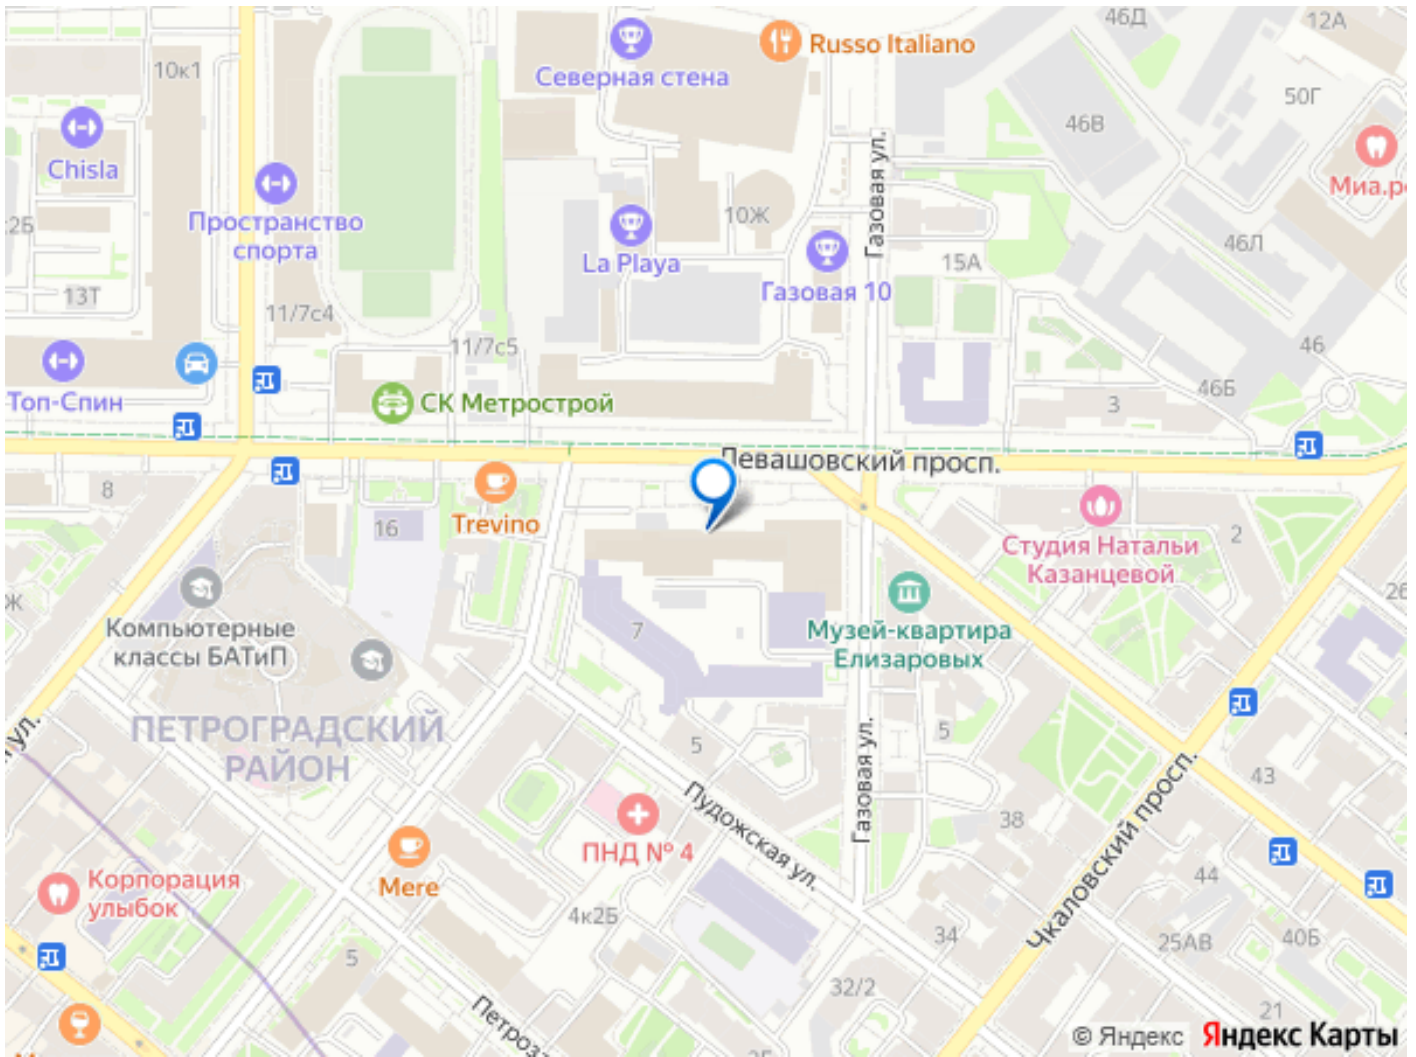 46Д
12А
Russo Italiano
10к1
Северная стена
50Г
46В
Chisla
Газовая ул.
Пространство
спорта
25
10Ж
46Л
La Playa
15А
13Т
Газовая 10
11/7с4
11/7с5
46
46Б
Топ-Спин
СК Метрострой
3
Левашовский просп.
8
16
Trevino
2
Студия Натальи
Казанцевой
26
Ж
Компьютерные
классы БАТиП
7
Музей-квартира
Елизаровых
ПЕТРОГРАДСКИЙ
РАЙОН
ул.
5
5
Газовая ул.
43
Пудожская ул.
38
Чкаловский просп.
ПНД № 4
Mere
Корпорация
улыбок
44
4к2Б
34
25АВ
40Б
5
32/2
21
© Яндекс
Яндекс Карты